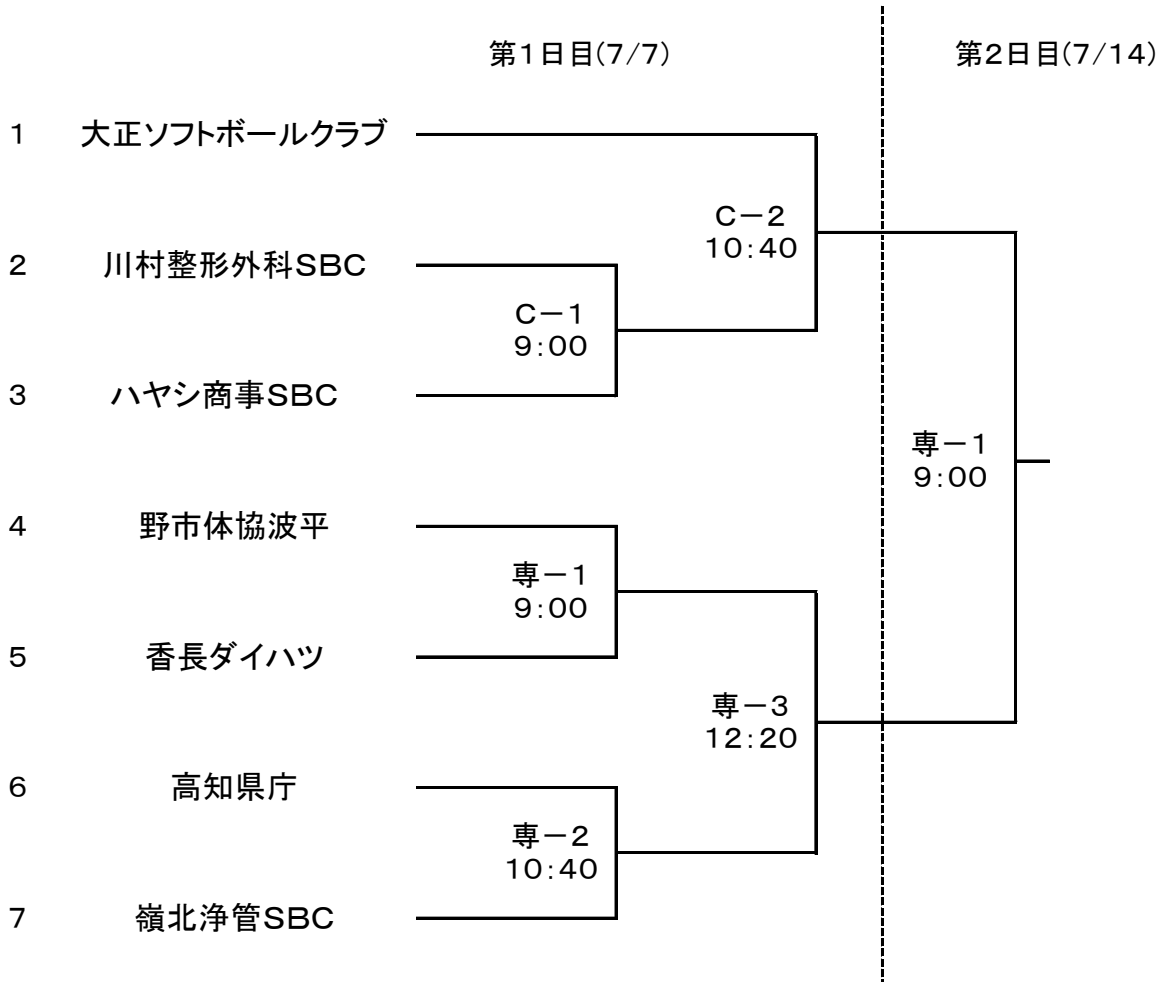 第1日目(7/7)
第2日目(7/14)
1 大正ソフトボールクラブ
C－2
10:40
2 川村整形外科SBC
C－1
9:00
3 ハヤシ商事SBC
専－1
9:00
4 野市体協波平
専－1
9:00
5 香長ダイハツ
専－3
12:20
6 高知県庁
専－2
10:40
7 嶺北浄管SBC